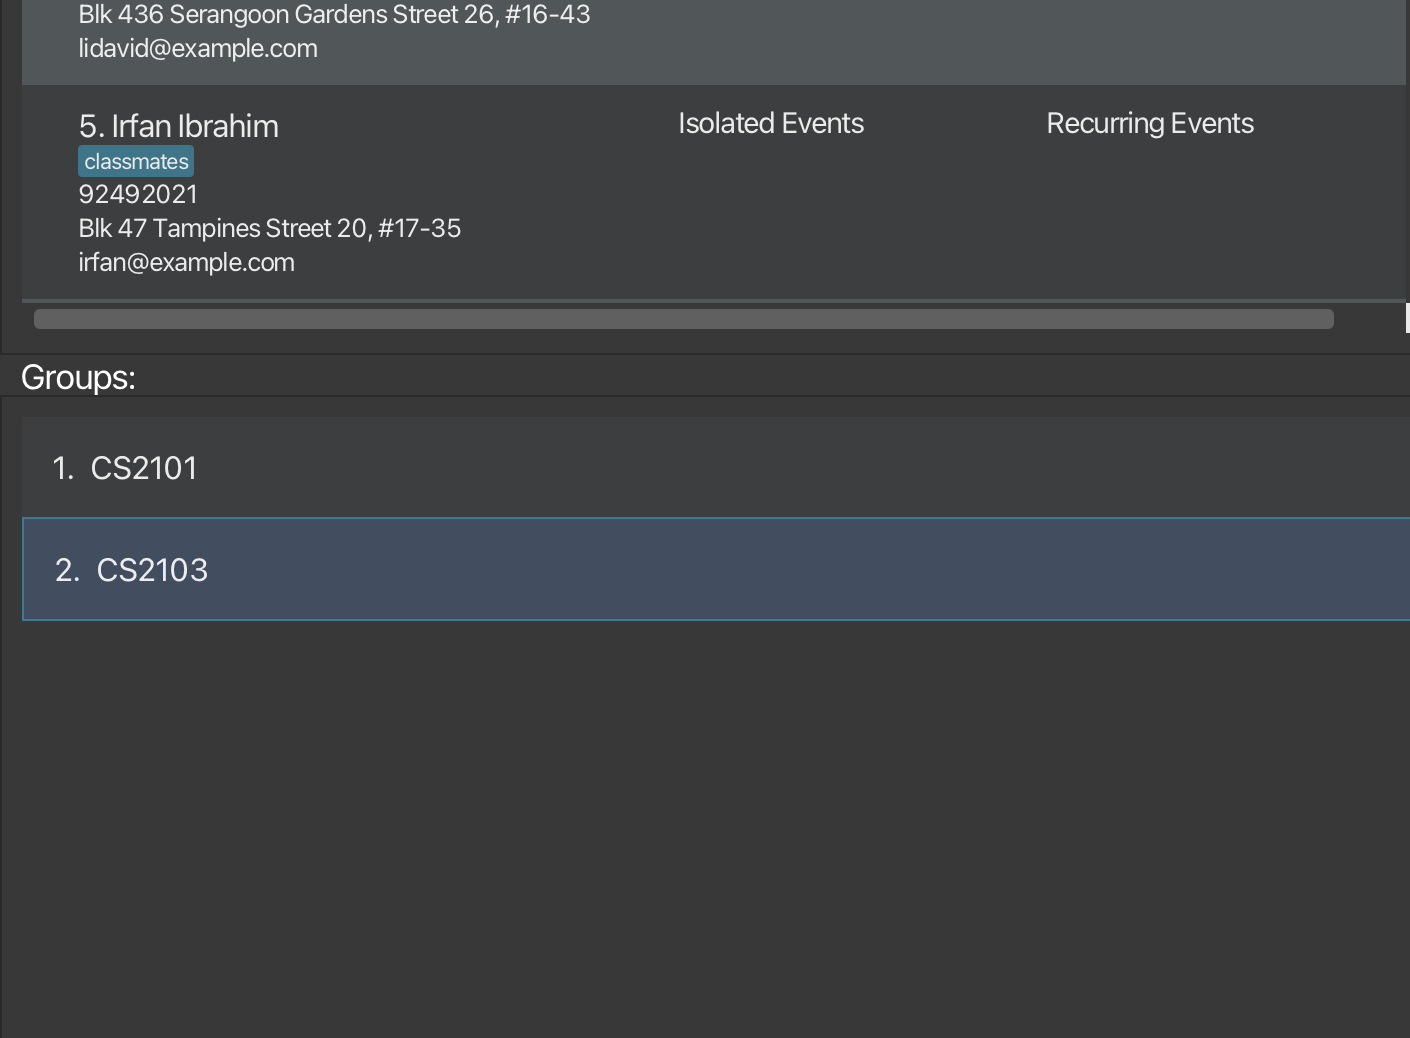 Blk 436 Serangoon Gardens Street 26, #16-43
lidavid@example.com
5. Irfan Ibrahim
classmates
92492021
Blk 47 Tampines Street 20, #17-35
irfan@example.com
Isolated Events
Recurring Events
Groups:
1. CS2101
2. CS2103